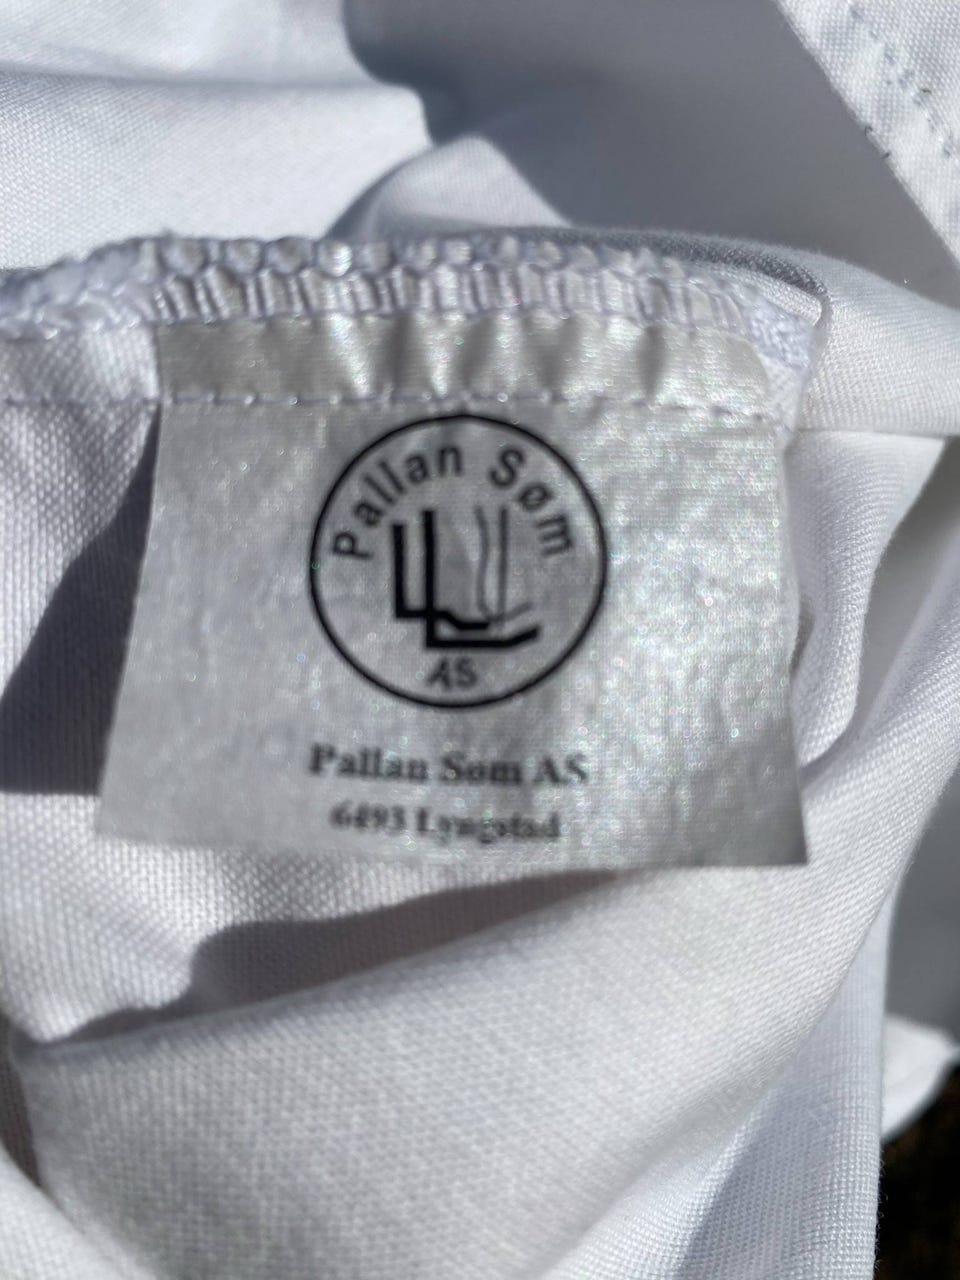 Pallan Søm
AS
Pallan Søm AS
6493 Lyngstad